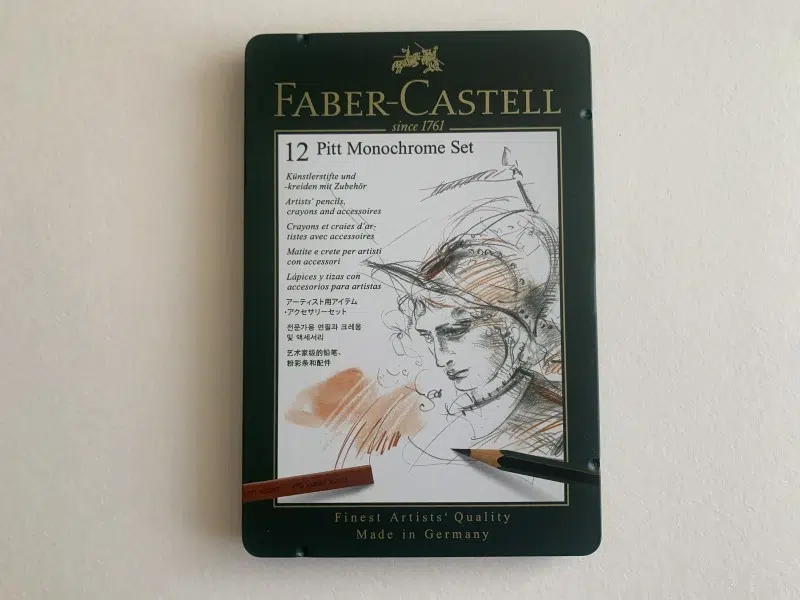 FABER-CASTELL
since 1761
12 Pitt Monochrome Set
Künstlerstifte und
-kreiden mit Zubehör
Artists' pencils,
crayons and accessoires
Crayons et craies d'ar-
tistes avec accessoires
Matite e crete per artisti
con accessori
Lápices y tizas con
accesorios para artistas
アーティスト用アイテム
・アクセサリーセット
전문가용 연필과 크레용
및 액세서리
艺术家级的铅笔、
粉彩条和配件
Finest Artists' Quality
Made in Germany